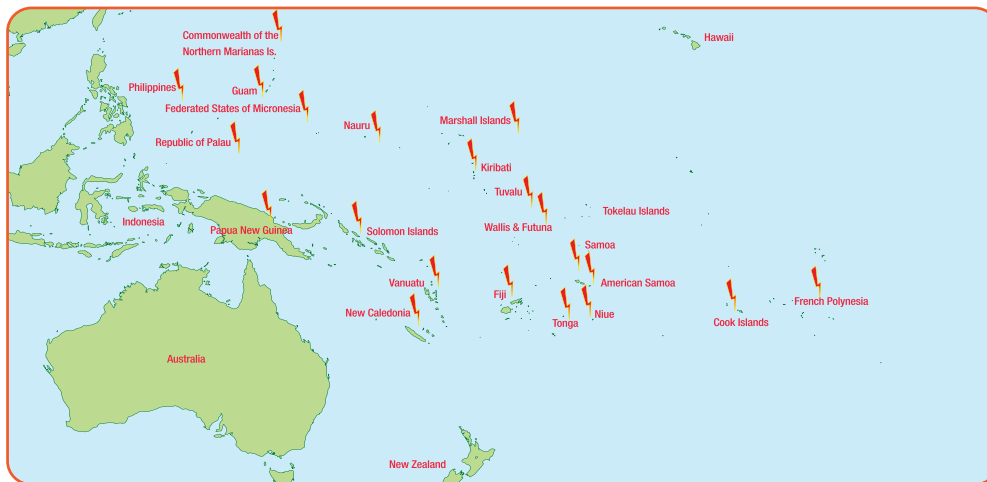 Commonwealth of the
Northern Marianas Is.
Hawaii
Philippines
Guam
Federated States of Micronesia
Nauru
Marshall Islands
Republic of Palau
Kiribati
Tuvalu
Tokelau Islands
Indonesia
Papua New Guinea
Solomon Islands
Wallis & Futuna
Samoa
Vanuatu
American Samoa
Fiji
French Polynesia
New Caledonia
Niue
Tonga
Cook Islands
Australia
New Zealand